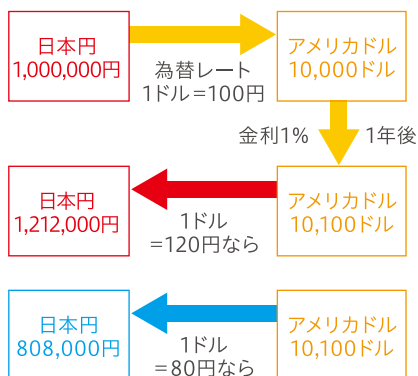 日本円
1,000,000円
為替レート
1ドル=100円
アメリカドル
10,000ドル
金利1%
1年後
日本円
1,212,000円
1ドル
=120円なら
アメリカドル
10,100ドル
日本円
808,000円
1ドル
=80円なら
アメリカドル
10,100ドル